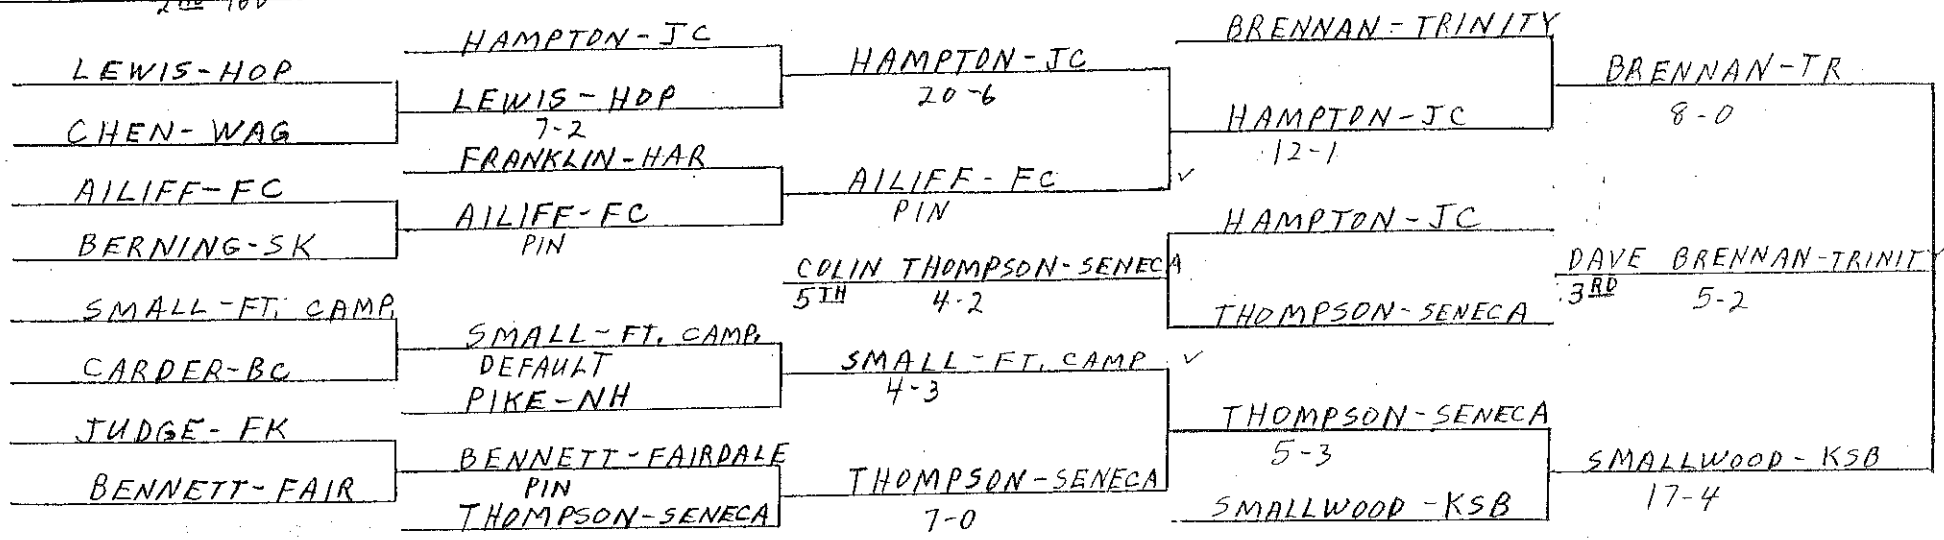 2ND
LEWIS-HOP
CHEN-WAG
AILIFF-FC
BERNING-SK
SMALL-FT. CAMP.
CARDER-BC
JUDGE-FK
BENNETT-FAIR
HAMPTON-JC
LEWIS-HOP
7-2
FRANKLIN-HAR
AILIFF-FC
PIN
SMALL-FT. CAMP.
DEFAULT
PIKE-NH
BENNETT-FAIRDALE
PIN
THOMPSON-SENECA
HAMPTON-JC
20-6
AILIFF-FC
PIN
COLIN THOMPSON-SENECA
5TH 4-2
SMALL-FT. CAMP
4-3
THOMPSON-SENECA
7-0
BRENNAN-TRINITY
HAMPTON-JC
12-1
HAMPTON-JC
THOMPSON-SENECA
THOMPSON-SENECA
5-3
SMALLWOOD-KSB
BRENNAN-TR
8-0
DAVE BRENNAN-TRINITY
3RD 5-2
SMALLWOOD-KSB
17-4